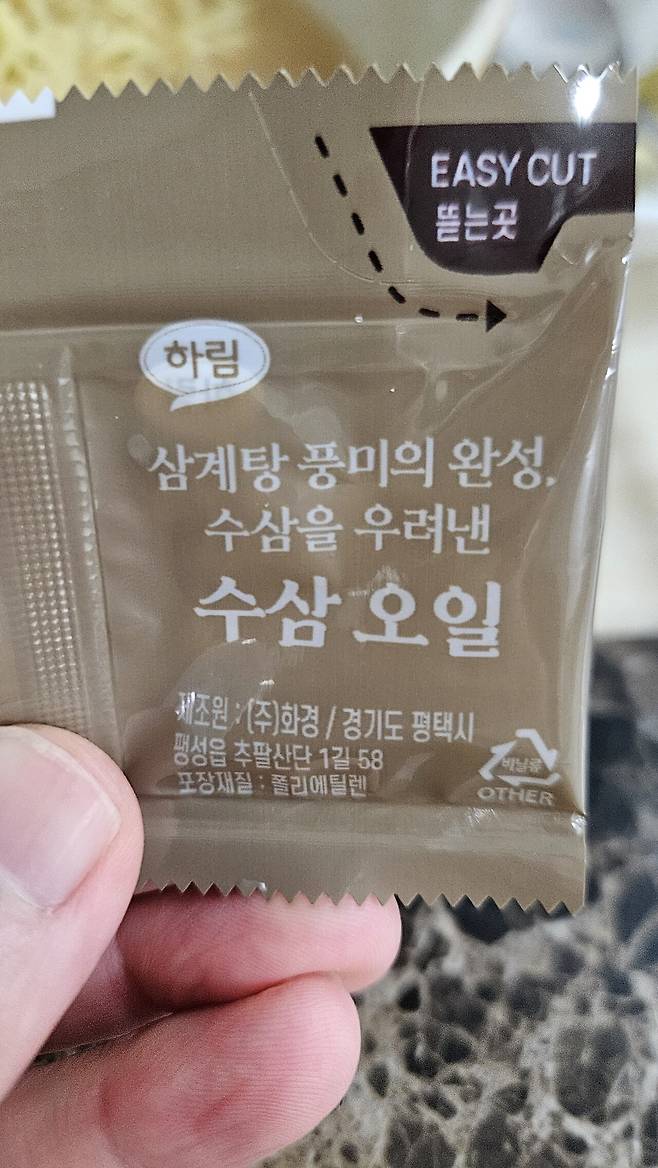 EASY CUT
뜯는곳
하림
삼계탕 풍미의 완성,
수삼을 우려낸
수삼 오일
제조원 : (주)화경 / 경기도 평택시
팽성읍 추팔산단 1길 58
포장재질 : 폴리에틸렌
비닐류
OTHER